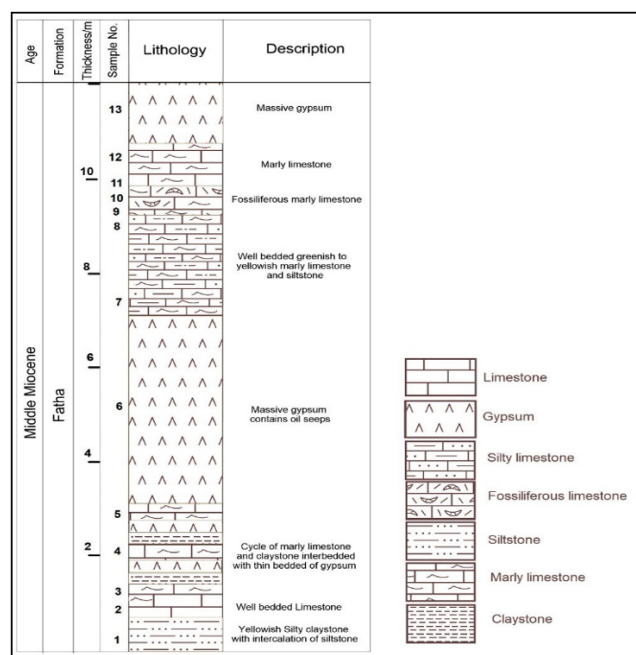 Age
Formation
Thickness/m
Sample No.
Lithology
Description
Middle Miocene
Fatha
13
Massive gypsum
12
Marly limestone
10
11
10
Fossiliferous marly limestone
9
8
Well bedded greenish to
yellowish marly limestone
and siltstone
8
7
6
6
Massive gypsum
contains oil seeps
4
5
2
4
Cycle of marly limestone
and claystone interbedded
with thin bedded of gypsum
3
2
Well bedded Limestone
1
Yellowish Silty claystone
with intercalation of siltstone
Limestone
Gypsum
Silty limestone
Fossiliferous limestone
Siltstone
Marly limestone
Claystone